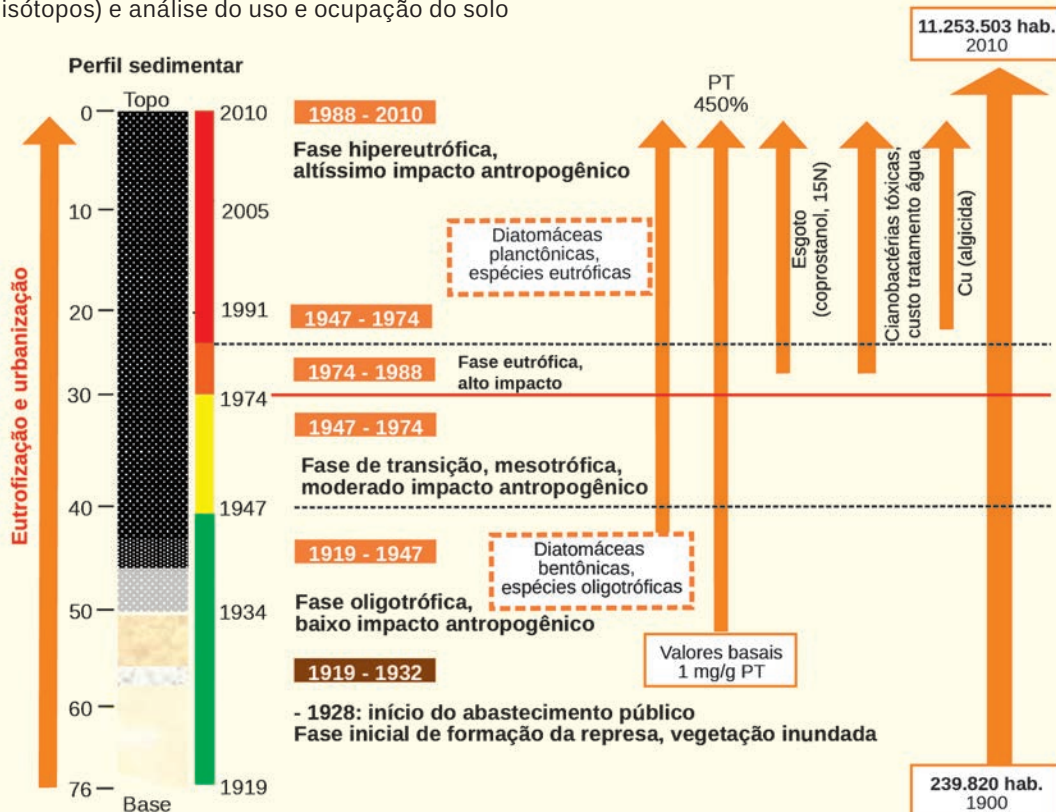 isótopos) e análise do uso e ocupação do solo
11.253.503 hab.
2010
Perfil sedimentar
PT
450%
Topo
0
2010
1988 - 2010
Fase hipereutrófica,
altíssimo impacto antropogênico
10
2005
Diatomáceas
planctônicas,
espécies eutróficas
Esgoto
(coprostanol, 15N)
Cianobactérias tóxicas,
custo tratamento água
Cu (algicida)
Eutrofização e urbanização
20
1991
1947 - 1974
1974 - 1988
Fase eutrófica,
alto impacto
30
1974
1947 - 1974
Fase de transição, mesotrófica,
moderado impacto antropogênico
40
1947
1919 - 1947
Diatomáceas
bentônicas,
espécies oligotróficas
Fase oligotrófica,
baixo impacto antropogênico
50
1934
Valores basais
1 mg/g PT
1919 - 1932
60
- 1928: início do abastecimento público
Fase inicial de formação da represa, vegetação inundada
76
1919
Base
239.820 hab.
1900